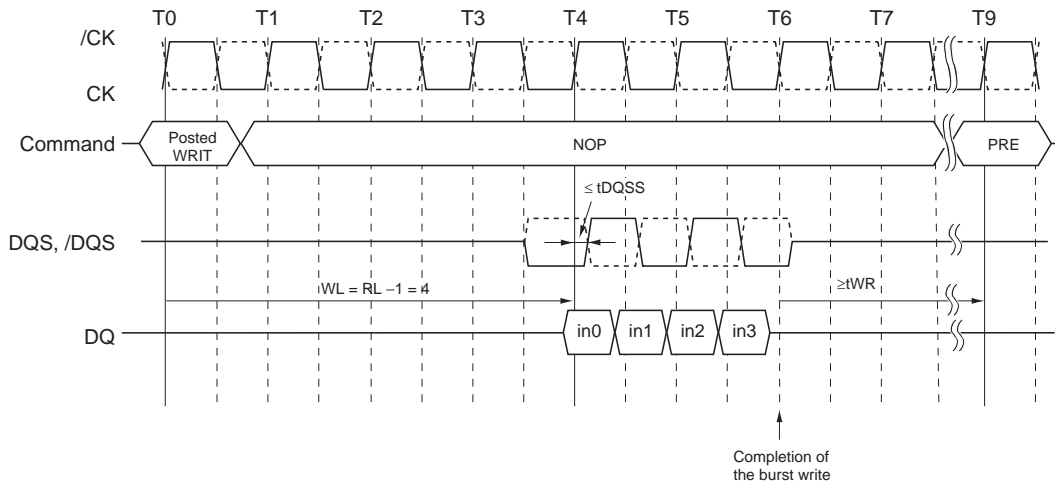 T0 T1 T2 T3 T4 T5 T6 T7 T9
/CK
CK
Command
Posted
WRIT
NOP
PRE
≤ tDQSS
DQS, /DQS
WL = RL −1 = 4
≥tWR
DQ
in0 in1 in2 in3
Completion of
the burst write